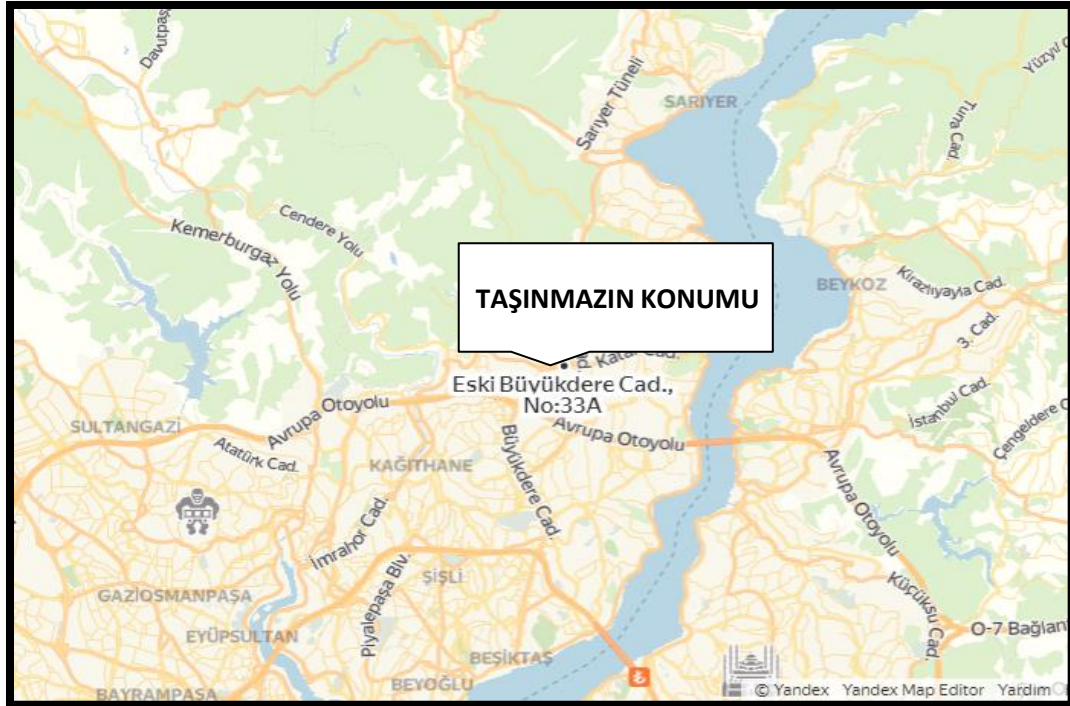 Davutpaşa
Yüzyıl
Sarıyer Tüneli
SARIYER
Tuna Cad.
Cendere Yolu
Kemerburgaz Yolu
TAŞINMAZIN KONUMU
BEYKOZ
Kirazlıyayla Cad.
3. Cad.
Katar Cad.
Eski Büyükdere Cad.,
No:33A
İstanbul Cad.
Çengeldere
Avrupa Otoyolu
SULTANGAZİ
Atatürk Cad.
Büyükdere Cad.
Avrupa Otoyolu
KAĞITHANE
Avrupa Otoyolu
İmrahor Cad.
Piyalepaşa Blv.
ŞİŞLİ
GAZİOSMANPAŞA
Küçüksu Cad.
EYÜPSULTAN
O-7 Bağlan
BEŞİKTAŞ
BEYOĞLU
BAYRAMPAŞA
© Yandex Yandex Map Editor Yardım